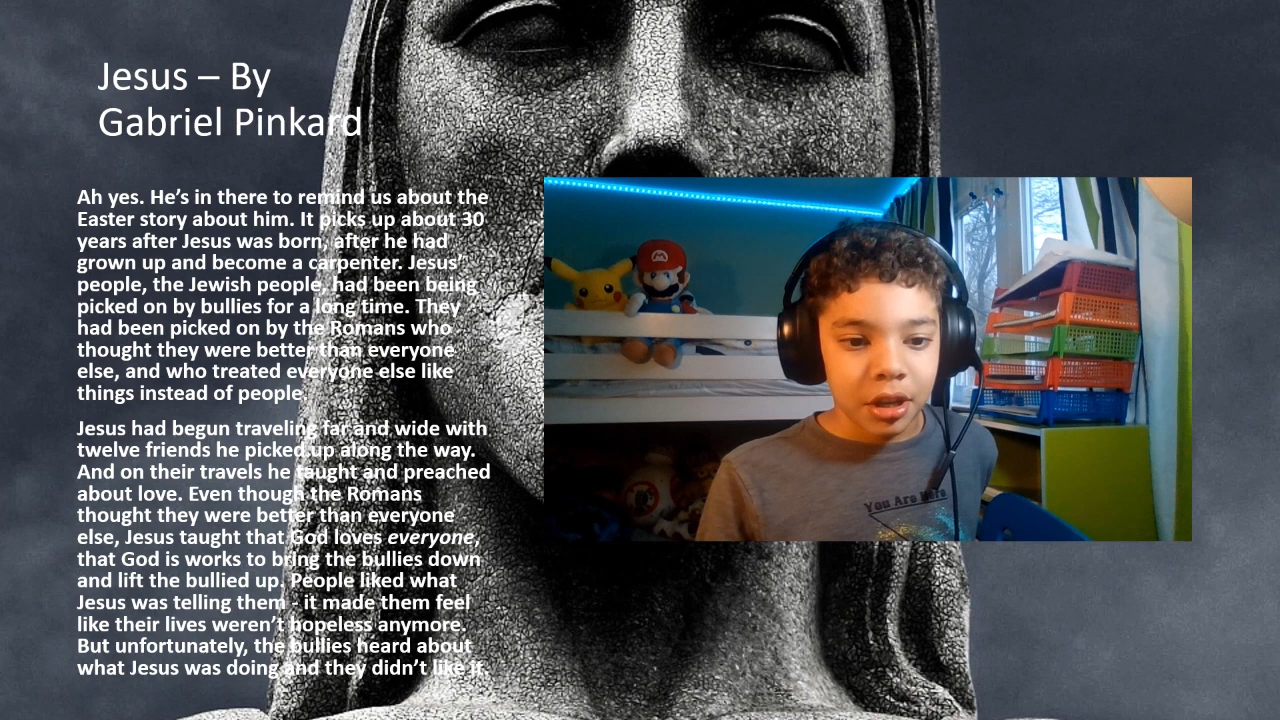 Jesus – By
Gabriel Pinkard
Ah yes. He’s in there to remind us about the
Easter story about him. It picks up about 30
years after Jesus was born, after he had
grown up and become a carpenter. Jesus’
people, the Jewish people, had been being
picked on by bullies for a long time. They
had been picked on by the Romans who
thought they were better than everyone
else, and who treated everyone else like
things instead of people.
Jesus had begun traveling far and wide with
twelve friends he picked up along the way.
And on their travels he taught and preached
about love. Even though the Romans
thought they were better than everyone
else, Jesus taught that God loves everyone,
that God is works to bring the bullies down
and lift the bullied up. People liked what
Jesus was telling them - it made them feel
like their lives weren’t hopeless anymore.
But unfortunately, the bullies heard about
what Jesus was doing and they didn’t like it.
You Are Here